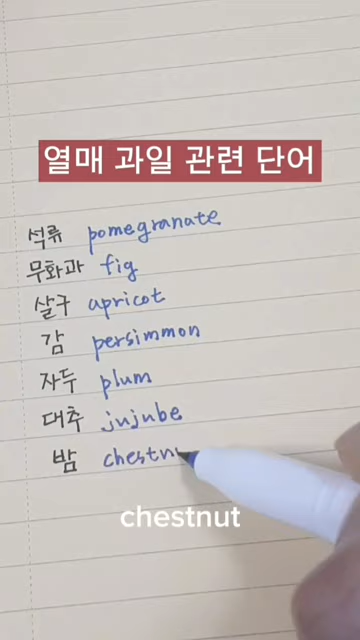 열매 과일 관련 단어
석류 pomegranate
무화과 fig
살구 apricot
감 persimmon
자두 plum
대추 jujube
밤 chestnu
chestnut